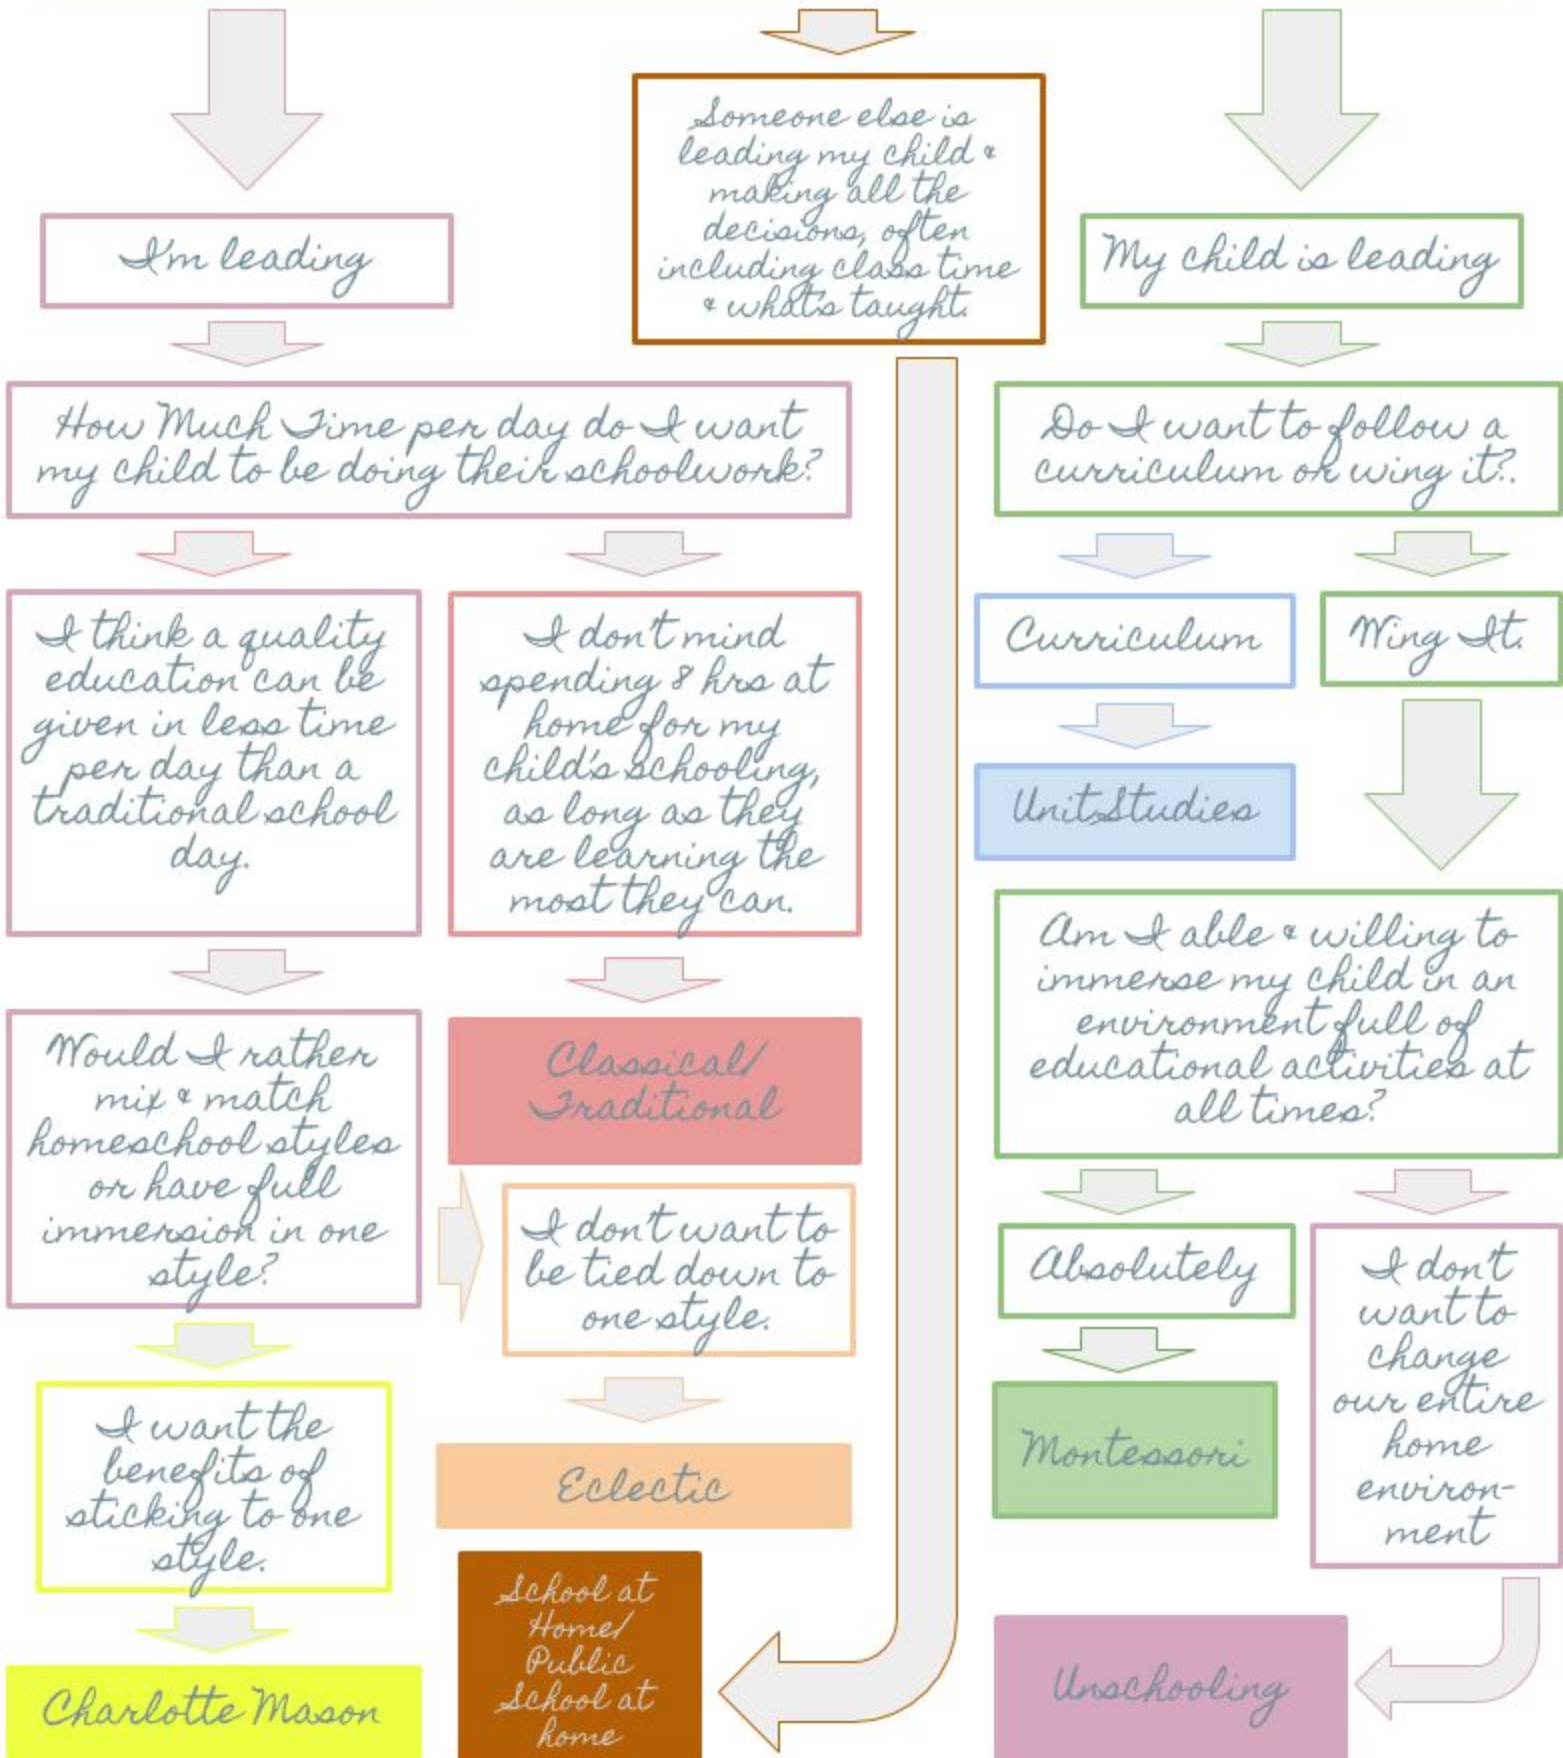 I'm leading
How Much Time per day do I want
my child to be doing their schoolwork?
I think a quality
education can be
given in less time
per day than a
traditional school
day.
I don't mind
spending 8 hrs at
home for my
child's schooling,
as long as they
are learning the
most they can.
Would I rather
mix & match
homeschool styles
or have full
immersion in one
style?
Classical/
Traditional
I don't want to
be tied down to
one style.
Eclectic
I want the
benefits of
sticking to one
style.
Charlotte Mason
Someone else is
leading my child &
making all the
decisions, often
including class time
& what's taught.
School at
Home/
Public
School at
home
My child is leading
Do I want to follow a
curriculum or wing it?.
Curriculum
Wing It.
Unit Studies
Am I able & willing to
immerse my child in an
environment full of
educational activities at
all times?
Absolutely
Montessori
I don't
want to
change
our entire
home
environ-
ment
Unschooling